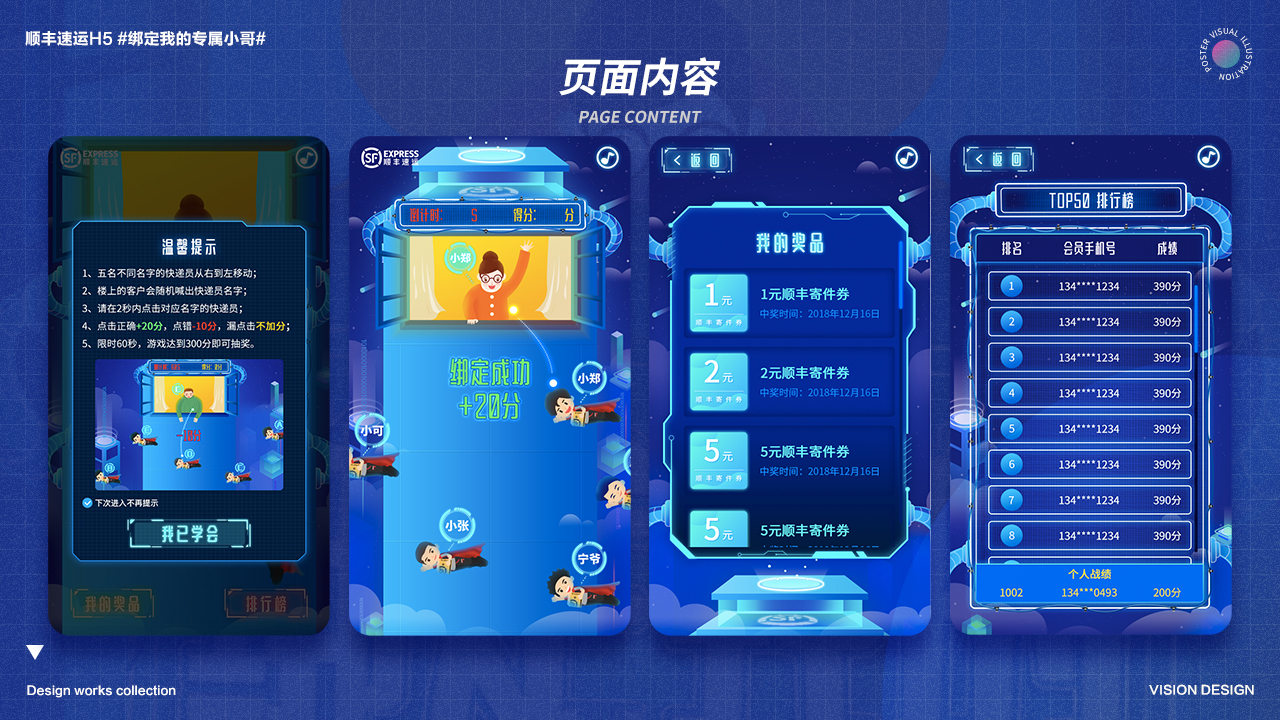 顺丰速运H5 #绑定我的专属小哥#
POSTER VISUAL ILLUSTRATION
页面内容
PAGE CONTENT
SF EXPRESS
顺丰速运
温馨提示
1、五名不同名字的快递员从右到左移动；
2、楼上的客户会随机喊出快递员名字；
3、请在2秒内点击对应名字的快递员；
4、点击正确+20分，点错-10分，漏点击不加分；
5、限时60秒，游戏达到300分即可抽奖。
下次进入不再提示
我已学会
我的奖品
排行榜
SF EXPRESS
顺丰速运
倒计时: 5 得分: 分
小郑
绑定成功
+20分
小郑
小可
小张
宁爷
< 返回
我的奖品
1元
顺丰寄件券
1元顺丰寄件券
中奖时间：2018年12月16日
2元
顺丰寄件券
2元顺丰寄件券
中奖时间：2018年12月16日
5元
顺丰寄件券
5元顺丰寄件券
中奖时间：2018年12月16日
5元
5元顺丰寄件券
SF
< 返回
TOP50 排行榜
排名 会员手机号 成绩
1 134****1234 390分
2 134****1234 390分
3 134****1234 390分
4 134****1234 390分
5 134****1234 390分
6 134****1234 390分
7 134****1234 390分
8 134****1234 390分
个人战绩
1002 134***0493 200分
Design works collection
VISION DESIGN